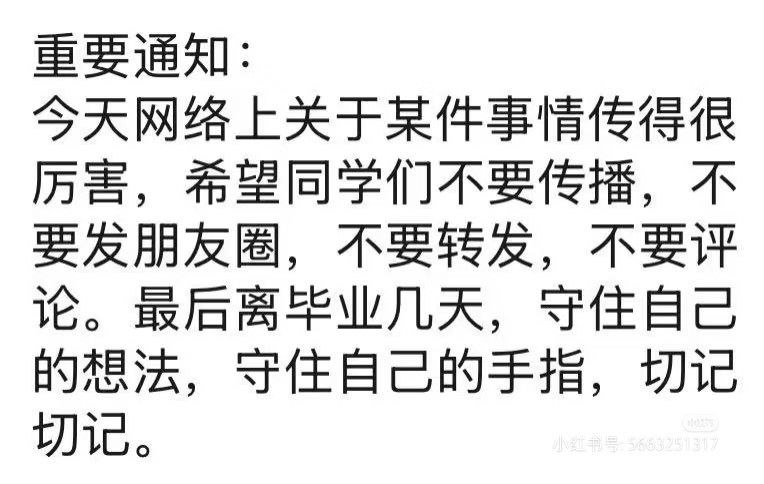 重要通知：
今天网络上关于某件事情传得很
厉害，希望同学们不要传播，不
要发朋友圈，不要转发，不要评
论。最后离毕业几天，守住自己
的想法，守住自己的手指，切记
切记。
小红书
小红书号: 5663251317